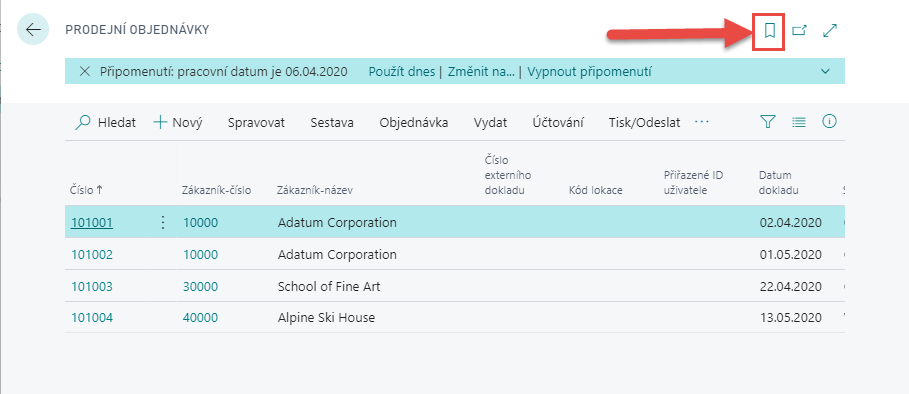 PRODEJNÍ OBJEDNÁVKY
Připomenutí: pracovní datum je 06.04.2020 Použít dnes | Změnit na... | Vypnout připomenutí
Hledat Nový Spravovat Sestava Objednávka Vydat Účtování Tisk/Odeslat ...
Číslo ↑ Zákazník-číslo Zákazník-název Číslo externího dokladu Kód lokace Přiřazené ID uživatele Datum dokladu
101001 10000 Adatum Corporation 02.04.2020
101002 10000 Adatum Corporation 01.05.2020
101003 30000 School of Fine Art 22.04.2020
101004 40000 Alpine Ski House 13.05.2020